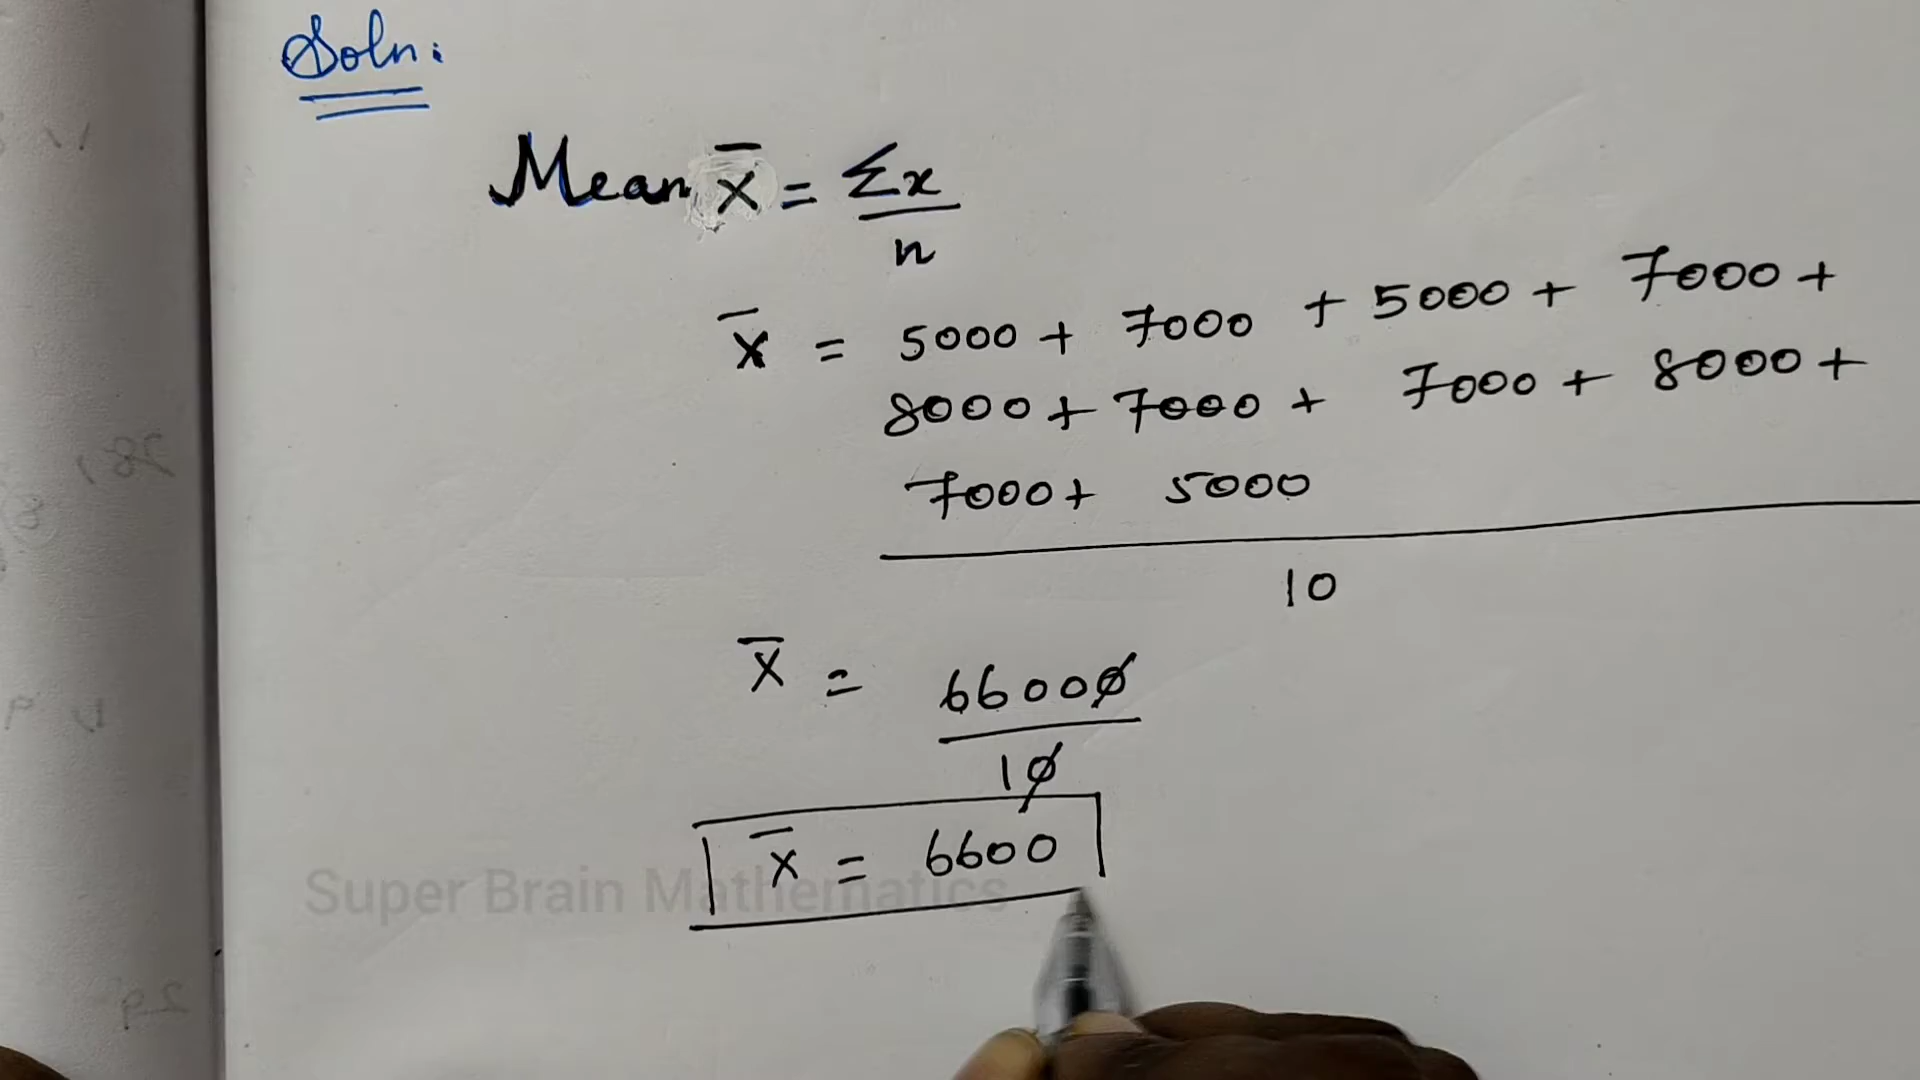 Soln:
Mean x̄ = Σx
n
x̄ = 5000 + 7000 + 5000 + 7000 +
8000 + 7000 + 7000 + 8000 +
7000 + 5000
10
x̄ = 66000
10
x̄ = 6600
Super Brain Mathematics